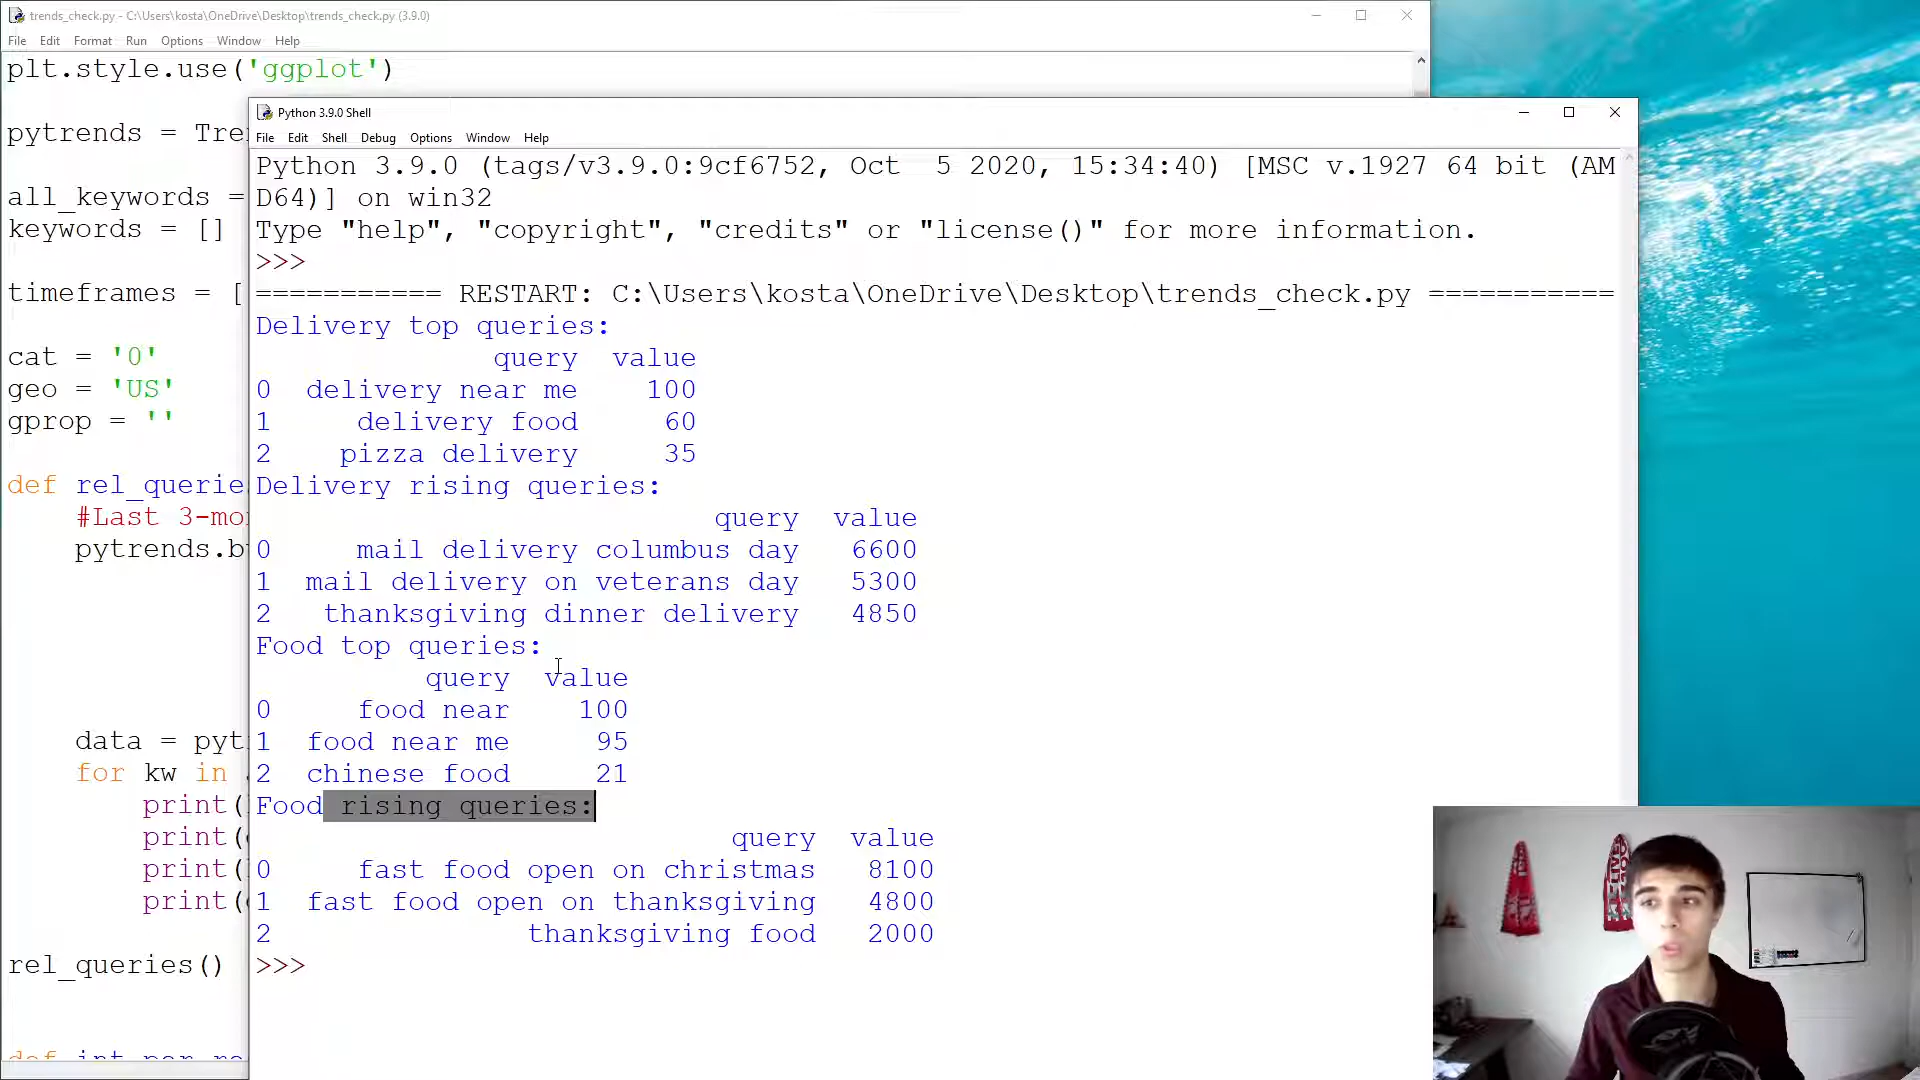 trends_check.py - C:\Users\kosta\OneDrive\Desktop\trends_check.py (3.9.0)
File Edit Format Run Options Window Help
plt.style.use('ggplot')
pytrends = Tre
all_keywords =
keywords = []
timeframes = [
cat = '0'
geo = 'US'
gprop = ''
def rel_querie
#Last 3-mo
pytrends.b
data = pyt
for kw in
print(
print(
print(
print(
rel_queries()
def int_per_re
Python 3.9.0 Shell
File Edit Shell Debug Options Window Help
Python 3.9.0 (tags/v3.9.0:9cf6752, Oct  5 2020, 15:34:40) [MSC v.1927 64 bit (AM
D64)] on win32
Type "help", "copyright", "credits" or "license()" for more information.
>>>
=========== RESTART: C:\Users\kosta\OneDrive\Desktop\trends_check.py ===========
Delivery top queries:
query value
0 delivery near me 100
1 delivery food 60
2 pizza delivery 35
Delivery rising queries:
query value
0 mail delivery columbus day 6600
1 mail delivery on veterans day 5300
2 thanksgiving dinner delivery 4850
Food top queries:
query value
0 food near 100
1 food near me 95
2 chinese food 21
Food rising queries:
query value
0 fast food open on christmas 8100
1 fast food open on thanksgiving 4800
2 thanksgiving food 2000
>>>